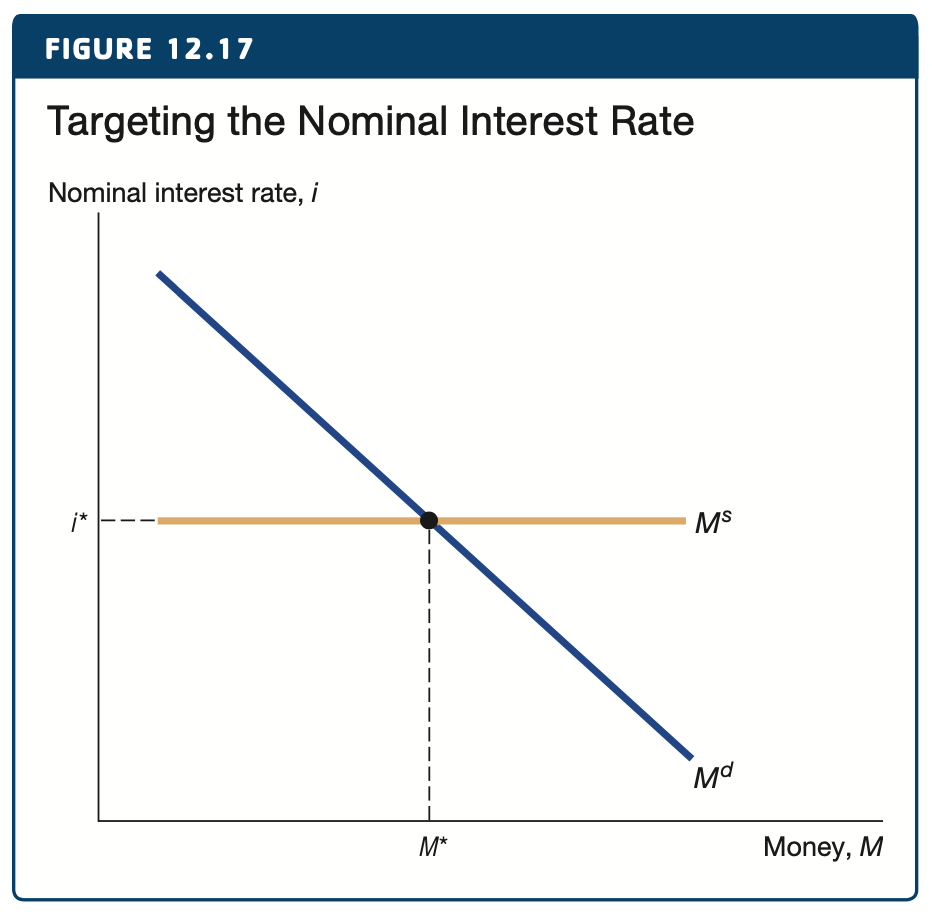 FIGURE 12.17
Targeting the Nominal Interest Rate
Nominal interest rate, i
i*
Mˢ
Mᵈ
M*
Money, M